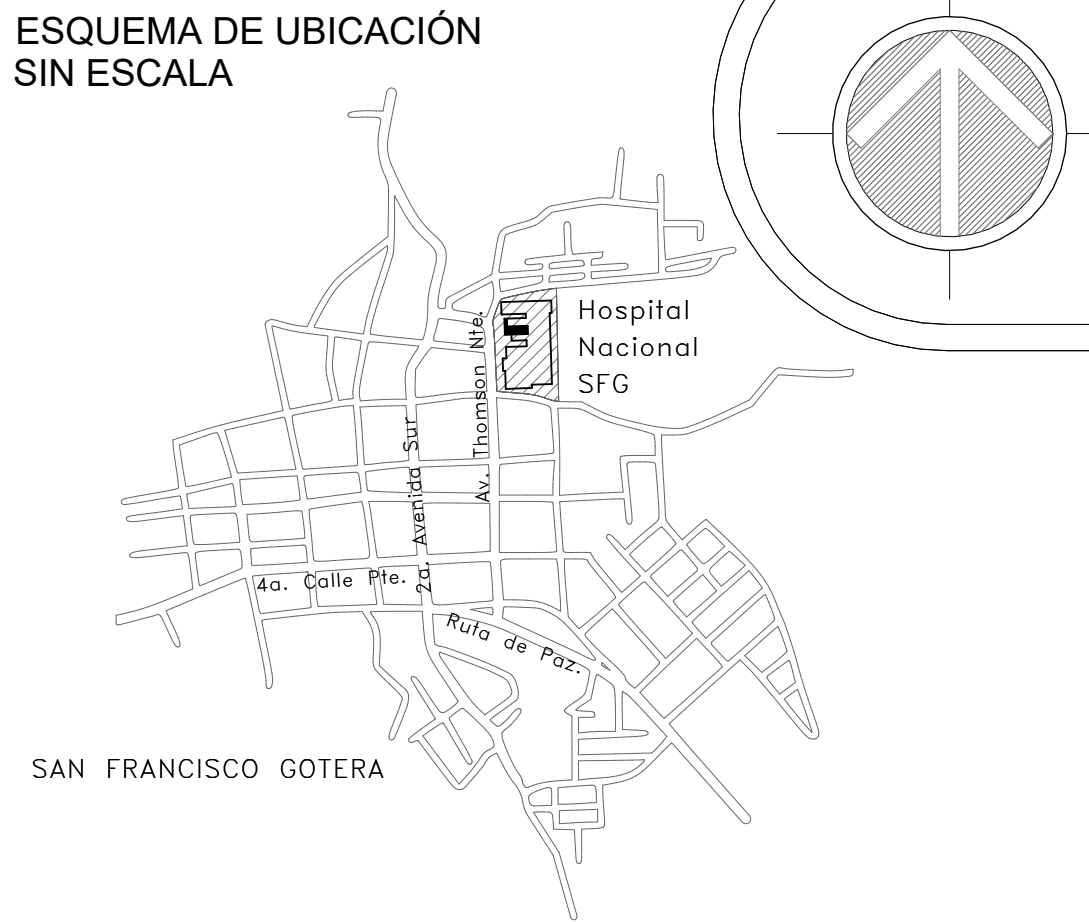 ESQUEMA DE UBICACIÓN
SIN ESCALA
Hospital
Nacional
SFG
Av. Thomson Nte.
2a. Avenida Sur
4a. Calle Pte.
Ruta de Paz.
SAN FRANCISCO GOTERA